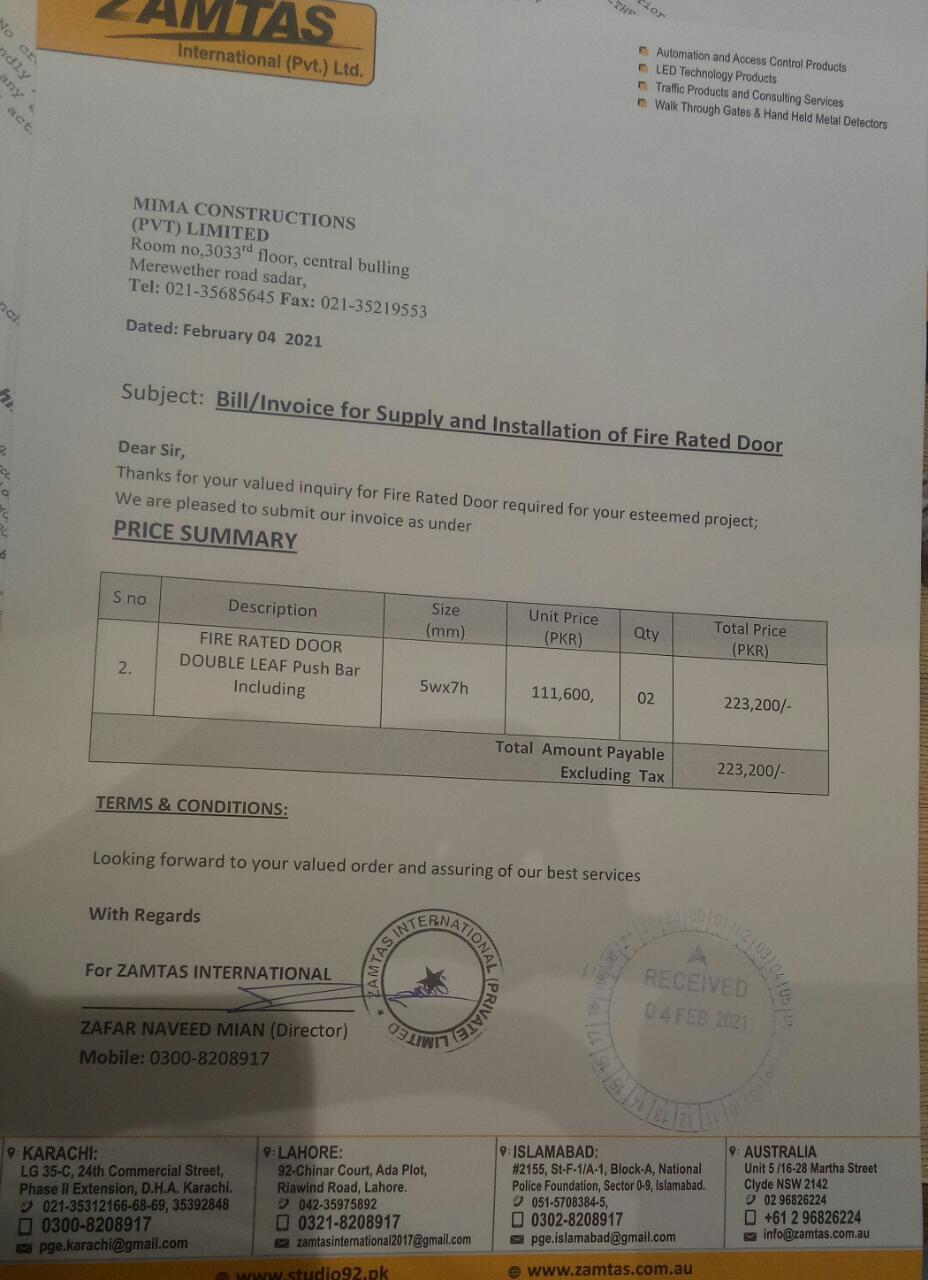 ZAMTAS
International (Pvt.) Ltd.
Automation and Access Control Products
LED Technology Products
Traffic Products and Consulting Services
Walk Through Gates & Hand Held Metal Detectors
MIMA CONSTRUCTIONS
(PVT) LIMITED
Room no,3033rd floor, central bulling
Merewether road sadar,
Tel: 021-35685645 Fax: 021-35219553
Dated: February 04 2021
Subject: Bill/Invoice for Supply and Installation of Fire Rated Door
Dear Sir,
Thanks for your valued inquiry for Fire Rated Door required for your esteemed project;
We are pleased to submit our invoice as under
PRICE SUMMARY
S no Description Size (mm) Unit Price (PKR) Qty Total Price (PKR)
2. FIRE RATED DOOR DOUBLE LEAF Push Bar Including 5wx7h 111,600, 02 223,200/-
Total Amount Payable Excluding Tax 223,200/-
TERMS & CONDITIONS:
Looking forward to your valued order and assuring of our best services
With Regards
For ZAMTAS INTERNATIONAL
ZAMTAS INTERNATIONAL (PRIVATE) LIMITED
ZAFAR NAVEED MIAN (Director)
Mobile: 0300-8208917
RECEIVED
04 FEB 2021
KARACHI:
LG 35-C, 24th Commercial Street,
Phase II Extension, D.H.A. Karachi.
021-35312166-68-69, 35392848
0300-8208917
pge.karachi@gmail.com
LAHORE:
92-Chinar Court, Ada Plot,
Riawind Road, Lahore.
042-35975892
0321-8208917
zamtasinternational2017@gmail.com
ISLAMABAD:
#2155, St-F-1/A-1, Block-A, National
Police Foundation, Sector 0-9, Islamabad.
051-5708384-5,
0302-8208917
pge.islamabad@gmail.com
AUSTRALIA
Unit 5 /16-28 Martha Street
Clyde NSW 2142
02 96826224
+61 2 96826224
info@zamtas.com.au
www.studio92.pk
www.zamtas.com.au